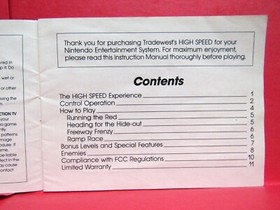 Thank you for purchasing Tradewest's HIGH SPEED for your
Nintendo Entertainment System. For maximum enjoyment,
please read this Instruction Manual thoroughly before playing.
Contents
The HIGH SPEED Experience 1
Control Operation 2
How to Play 4
Running the Red 5
Heading for the Hide-out 5
Freeway Frenzy 6
Ramp Race 6
Bonus Levels and Special Features 7
Enemies 8
Compliance with FCC Regulations 10
Limited Warranty 11